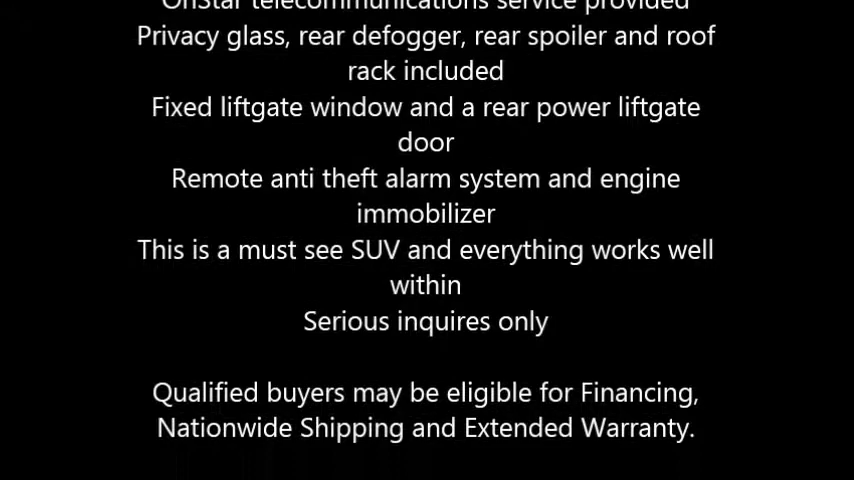 OnStar telecommunications service provided
Privacy glass, rear defogger, rear spoiler and roof
rack included
Fixed liftgate window and a rear power liftgate
door
Remote anti theft alarm system and engine
immobilizer
This is a must see SUV and everything works well
within
Serious inquires only
Qualified buyers may be eligible for Financing,
Nationwide Shipping and Extended Warranty.